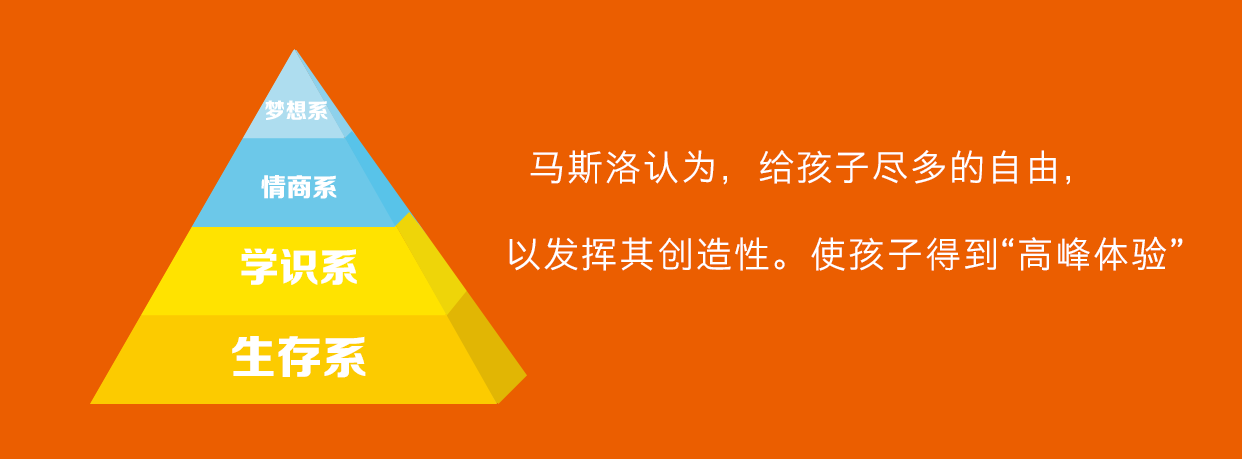 梦想系
情商系
学识系
生存系
马斯洛认为，给孩子尽多的自由，
以发挥其创造性。使孩子得到“高峰体验”